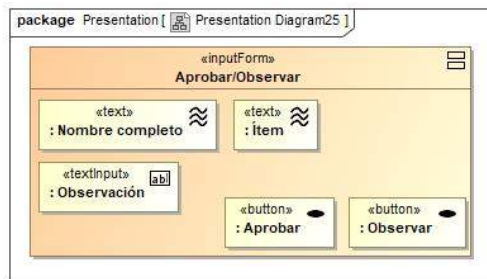 package Presentation [ Presentation Diagram25 ]
«inputForm»
Aprobar/Observar
«text»
: Nombre completo
«text»
: Ítem
«textInput»
: Observación
abl
«button»
: Aprobar
«button»
: Observar